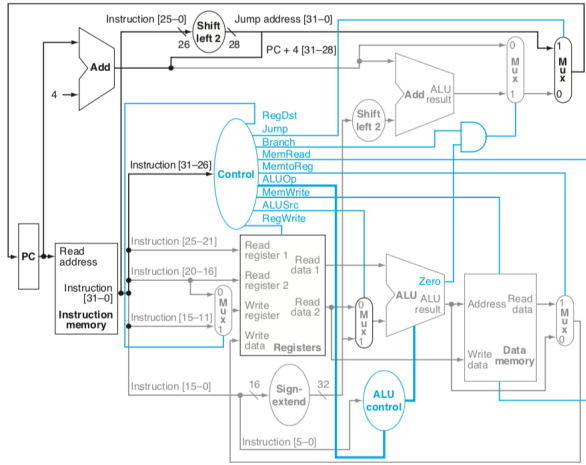 Instruction [25–0]
Shift
left 2
Jump address [31–0]
26
28
PC + 4 [31–28]
Add
4
0
M
u
x
1
1
M
u
x
0
Add ALU
result
Shift
left 2
RegDst
Jump
Branch
MemRead
MemtoReg
ALUOp
MemWrite
ALUSrc
RegWrite
Control
Instruction [31–26]
PC
Read
address
Instruction
[31–0]
Instruction
memory
Instruction [25–21]
Instruction [20–16]
Instruction [15–11]
0
M
u
x
1
Read
register 1
Read
register 2
Write
register
Write
data
Read
data 1
Read
data 2
Registers
0
M
u
x
1
Zero
ALU ALU
result
Address
Read
data
Write
data
Data
memory
1
M
u
x
0
Instruction [15–0]
16
Sign-
extend
32
ALU
control
Instruction [5–0]